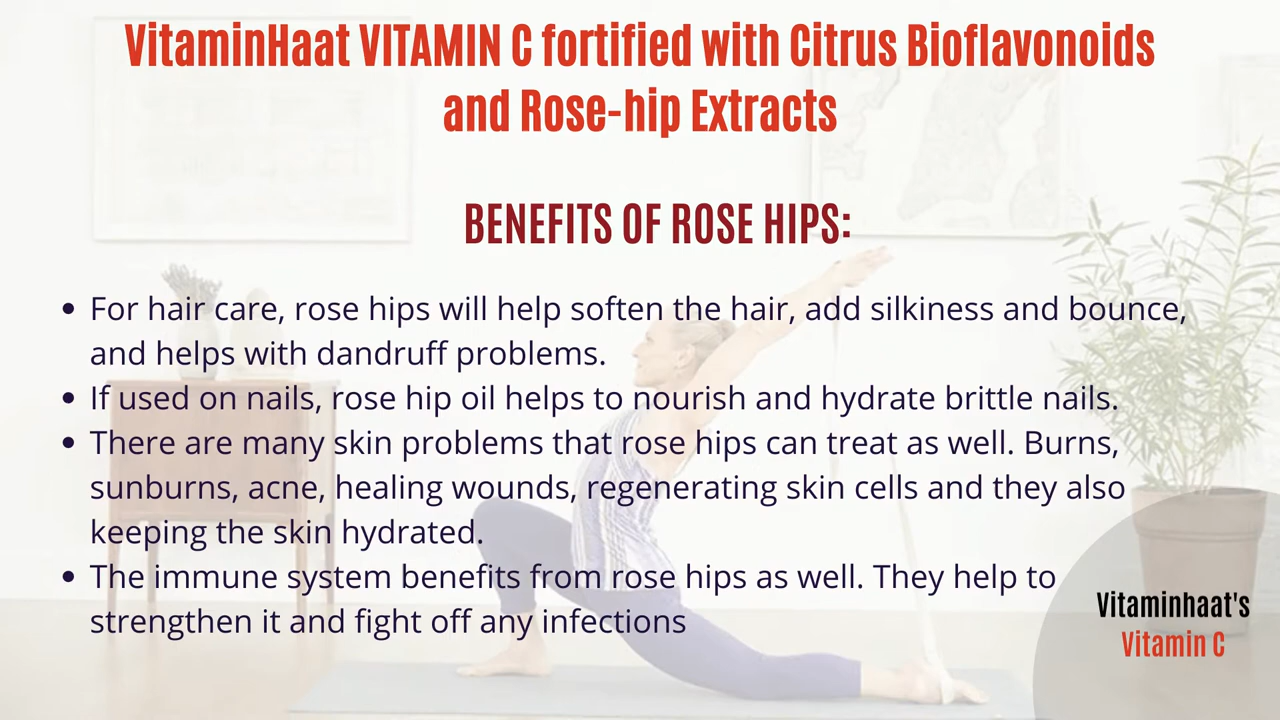 VitaminHaat VITAMIN C fortified with Citrus Bioflavonoids
and Rose-hip Extracts
BENEFITS OF ROSE HIPS:
• For hair care, rose hips will help soften the hair, add silkiness and bounce,
and helps with dandruff problems.
• If used on nails, rose hip oil helps to nourish and hydrate brittle nails.
• There are many skin problems that rose hips can treat as well. Burns,
sunburns, acne, healing wounds, regenerating skin cells and they also
keeping the skin hydrated.
• The immune system benefits from rose hips as well. They help to
strengthen it and fight off any infections
Vitaminhaat's
Vitamin C